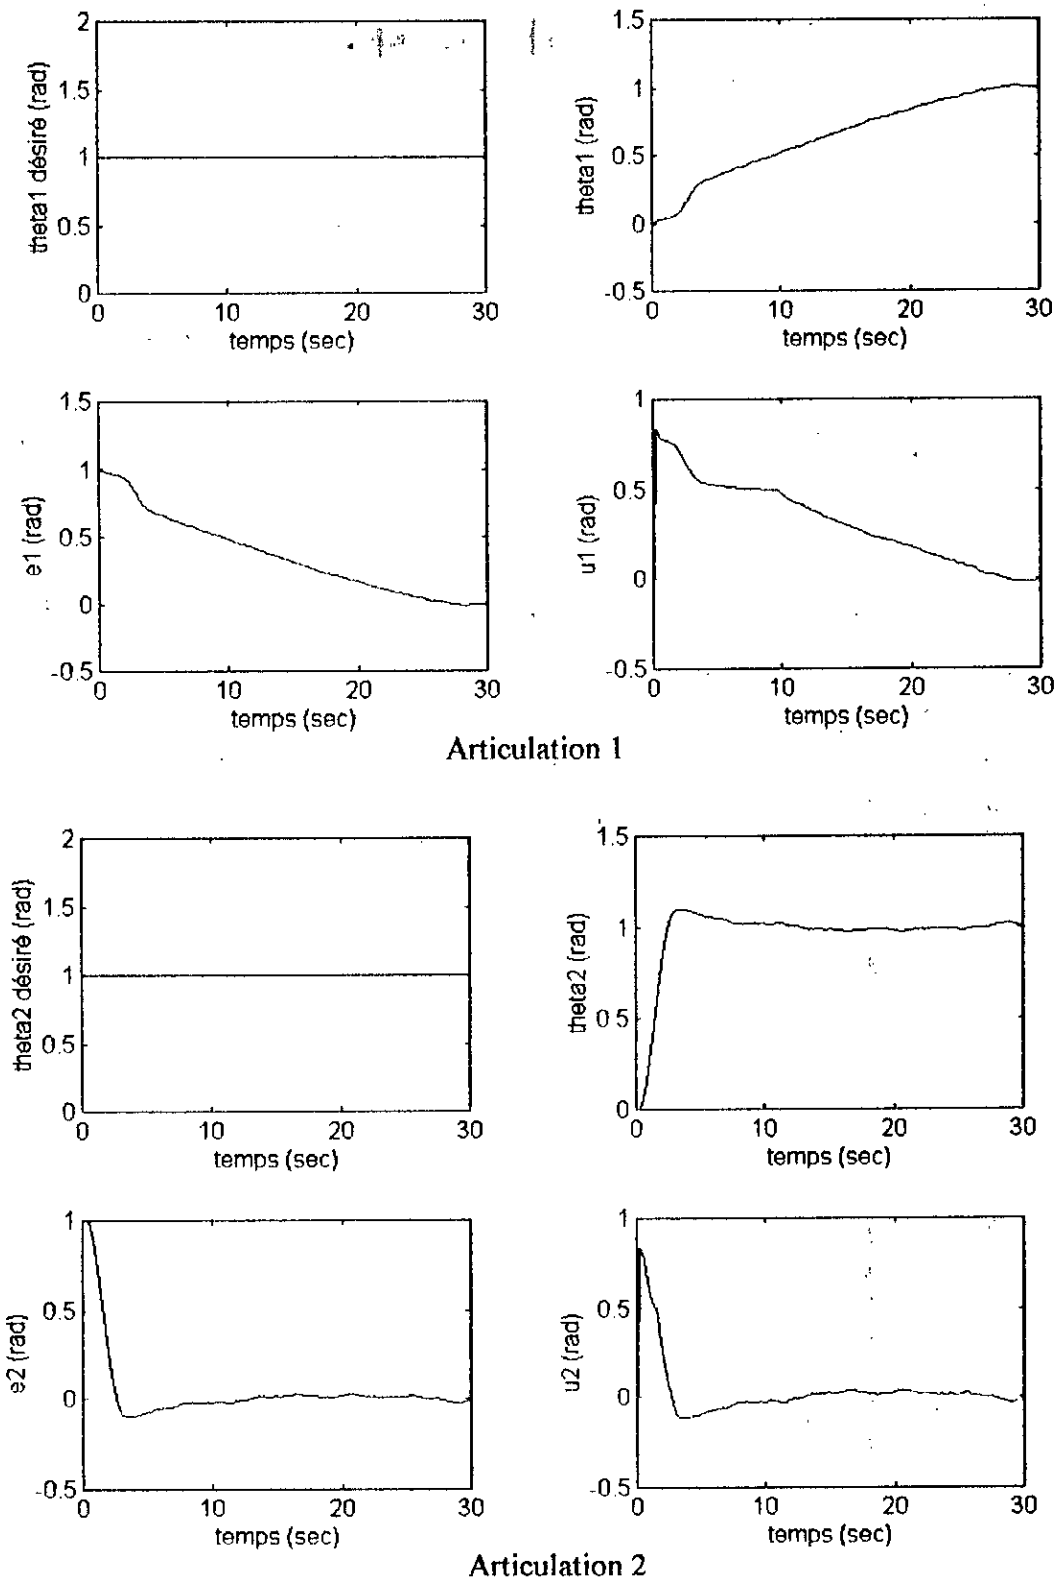 2
1.5
1
0.5
0
theta1 désiré (rad)
0 10 20 30
temps (sec)
1.5
1
0.5
0
-0.5
theta1 (rad)
0 10 20 30
temps (sec)
1.5
1
0.5
0
-0.5
e1 (rad)
0 10 20 30
temps (sec)
1
0.5
0
-0.5
u1 (rad)
0 10 20 30
temps (sec)
Articulation 1
2
1.5
1
0.5
0
theta2 désiré (rad)
0 10 20 30
temps (sec)
1.5
1
0.5
0
theta2 (rad)
0 10 20 30
temps (sec)
1
0.5
0
-0.5
e2 (rad)
0 10 20 30
temps (sec)
1
0.5
0
-0.5
u2 (rad)
0 10 20 30
temps (sec)
Articulation 2